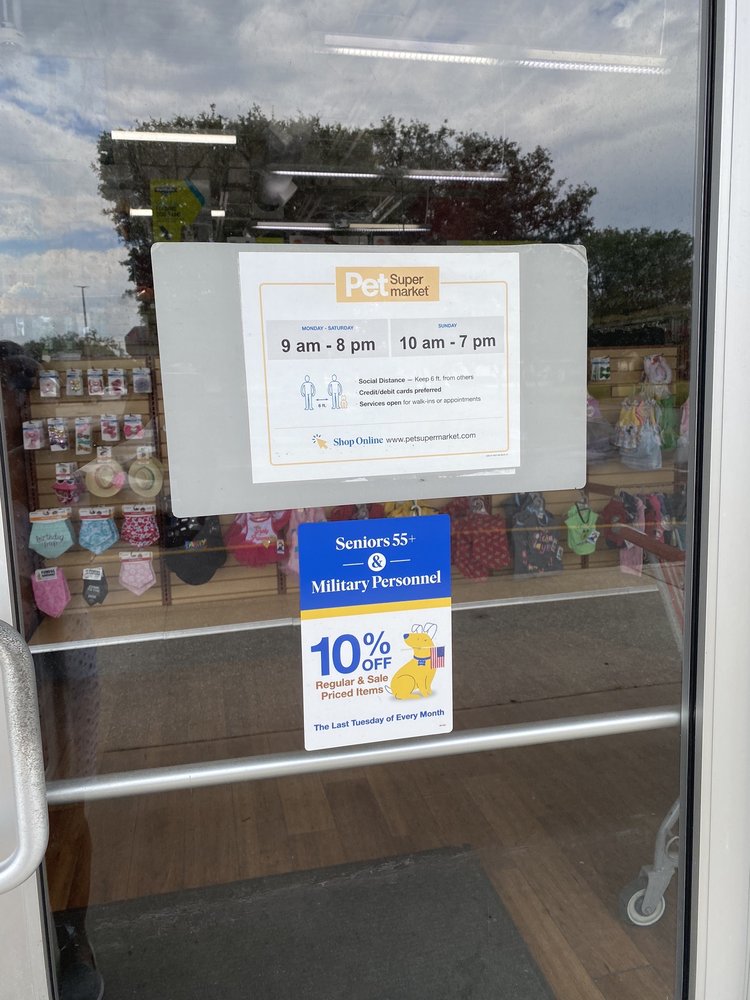 Pet Super market
MONDAY - SATURDAY
9 am - 8 pm
SUNDAY
10 am - 7 pm
6 ft.
Social Distance — Keep 6 ft. from others
Credit/debit cards preferred
Services open for walk-ins or appointments
Shop Online www.petsupermarket.com
Seniors 55+
&
Military Personnel
10% OFF
Regular & Sale
Priced Items
The Last Tuesday of Every Month